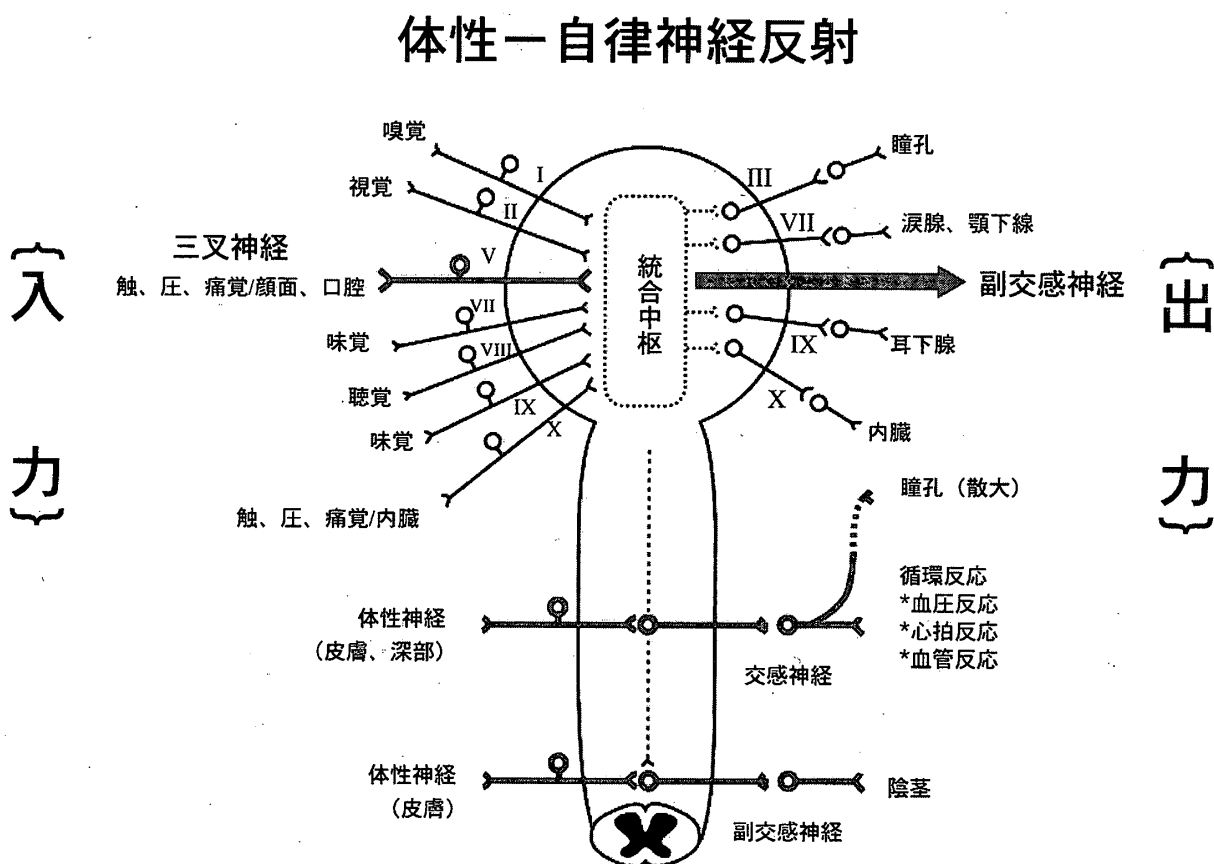 体性ー自律神経反射
嗅覚
視覚
三叉神経
触、圧、痛覚/顔面、口腔
味覚
聴覚
味覚
触、圧、痛覚/内臓
I
II
V
VII
VIII
IX
X
入
力
統合中枢
III
VII
IX
X
瞳孔
涙腺、顎下線
副交感神経
耳下腺
内臓
出
力
瞳孔（散大）
循環反応
*血圧反応
*心拍反応
*血管反応
体性神経
（皮膚、深部）
交感神経
体性神経
（皮膚）
副交感神経
陰茎